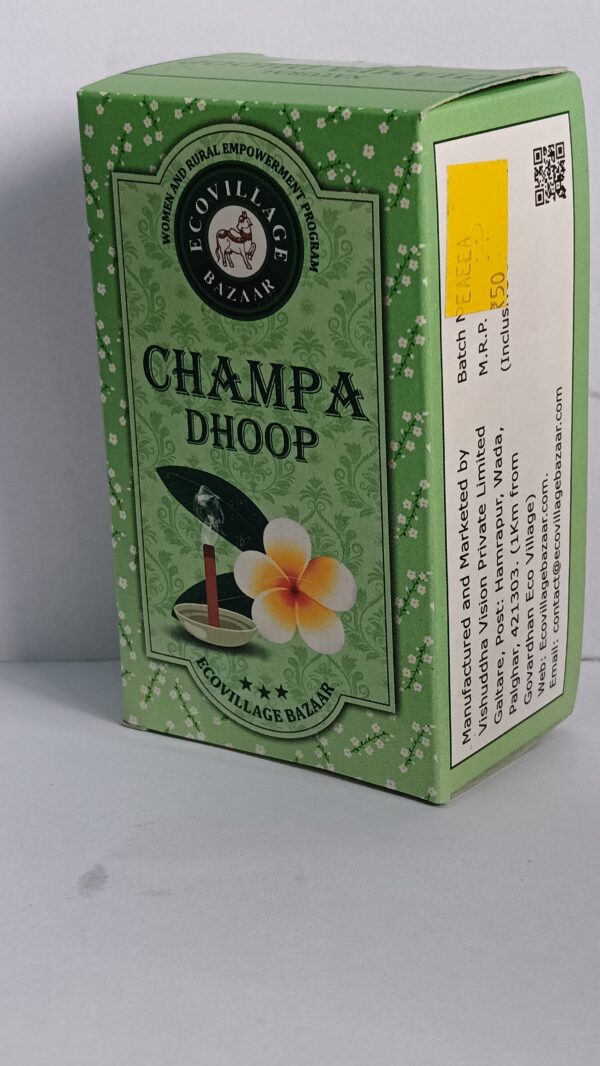 WOMEN AND RURAL EMPOWERMENT PROGRAM
ECOVILLAGE
BAZAAR
CHAMPA
DHOOP
★★★
ECOVILLAGE BAZAAR
Manufactured and Marketed by
Vishuddha Vision Private Limited
Galtare, Post: Hamrapur, Wada,
Palghar, 421303. (1Km from
Govardhan Eco Village)
Web: Ecovillagebazaar.com.
Email: contact@ecovillagebazaar.com
Batch
M.R.P. ₹50